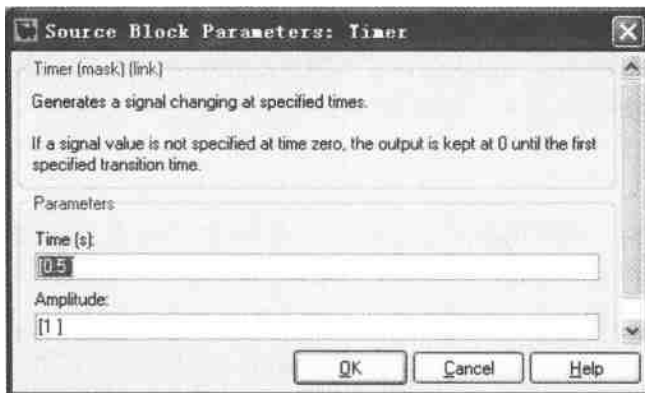 Source Block Parameters: Timer
Timer (mask) (link)
Generates a signal changing at specified times.
If a signal value is not specified at time zero, the output is kept at 0 until the first
specified transition time.
Parameters
Time (s):
[0.5]
Amplitude:
[1 ]
OK
Cancel
Help